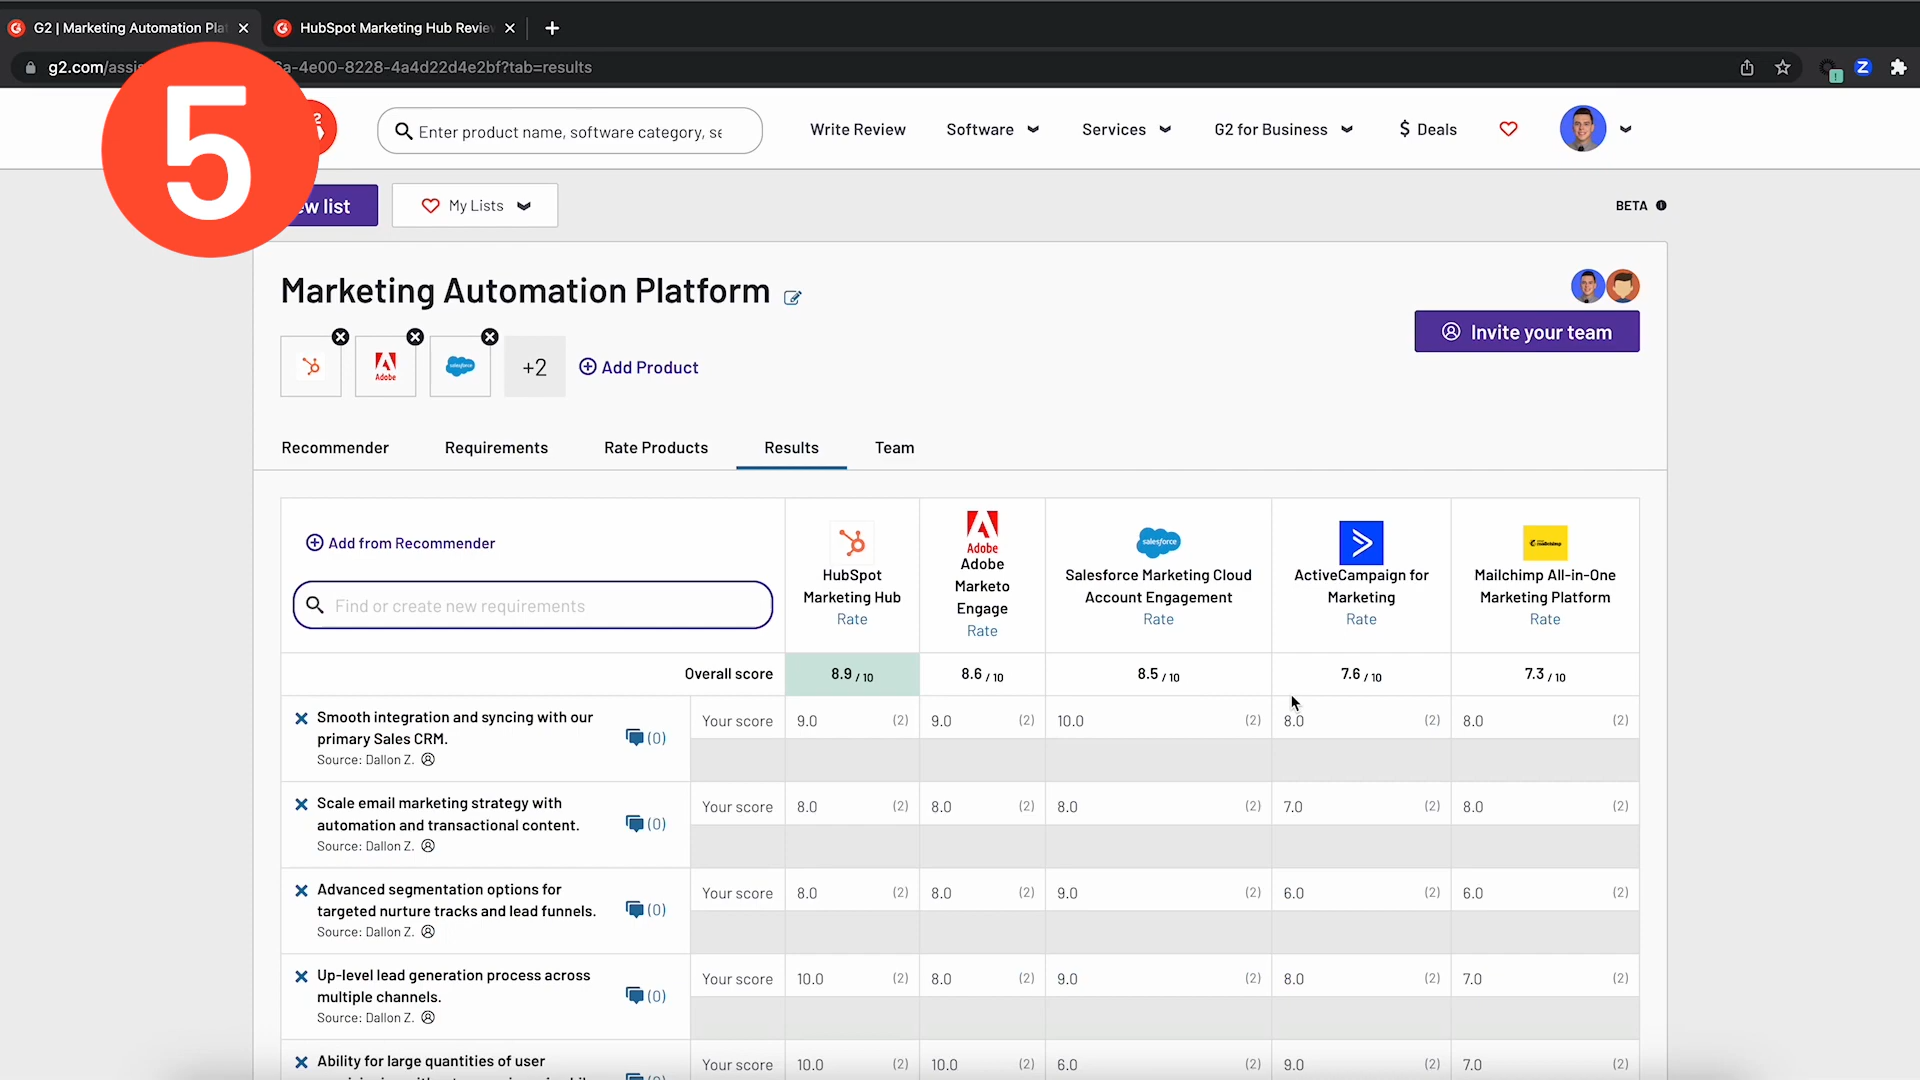 G2 | Marketing Automation Pla
HubSpot Marketing Hub Revie
g2.com/assi
a-4e00-8228-4a4d22d4e2bf?tab=results
5
Enter product name, software category, se
Write Review
Software
Services
G2 for Business
$ Deals
ew list
My Lists
BETA
Marketing Automation Platform
Invite your team
Adobe
salesforce
+2
Add Product
Recommender
Requirements
Rate Products
Results
Team
Add from Recommender
Find or create new requirements
HubSpot
Marketing Hub
Rate
Adobe
Adobe
Marketo
Engage
Rate
salesforce
Salesforce Marketing Cloud
Account Engagement
Rate
ActiveCampaign for
Marketing
Rate
mailchimp
Mailchimp All-in-One
Marketing Platform
Rate
Overall score 8.9 / 10 8.6 / 10 8.5 / 10 7.6 / 10 7.3 / 10
Smooth integration and syncing with our
primary Sales CRM.
Source: Dallon Z.
(0)
Your score 9.0 (2) 9.0 (2) 10.0 (2) 8.0 (2) 8.0 (2)
Scale email marketing strategy with
automation and transactional content.
Source: Dallon Z.
(0)
Your score 8.0 (2) 8.0 (2) 8.0 (2) 7.0 (2) 8.0 (2)
Advanced segmentation options for
targeted nurture tracks and lead funnels.
Source: Dallon Z.
(0)
Your score 8.0 (2) 8.0 (2) 9.0 (2) 6.0 (2) 6.0 (2)
Up-level lead generation process across
multiple channels.
Source: Dallon Z.
(0)
Your score 10.0 (2) 8.0 (2) 9.0 (2) 8.0 (2) 7.0 (2)
Ability for large quantities of user
Your score 10.0 (2) 10.0 (2) 6.0 (2) 9.0 (2) 7.0 (2)